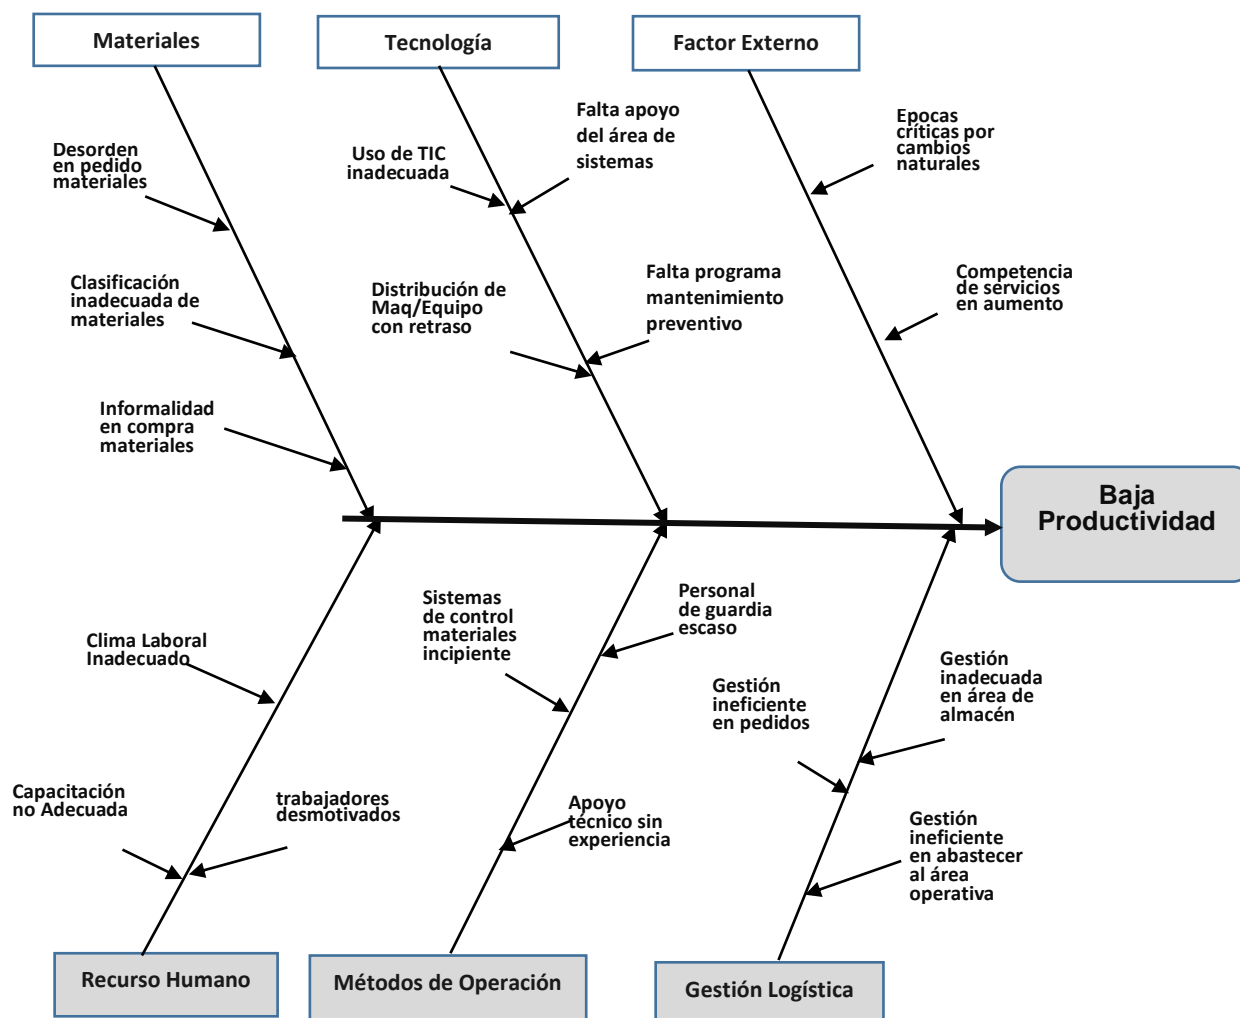 Materiales
Tecnología
Factor Externo
Desorden
en pedido
materiales
Uso de TIC
inadecuada
Falta apoyo
del área de
sistemas
Epocas
críticas por
cambios
naturales
Clasificación
inadecuada de
materiales
Distribución de
Maq/Equipo
con retraso
Falta programa
mantenimiento
preventivo
Competencia
de servicios
en aumento
Informalidad
en compra
materiales
Baja
Productividad
Clima Laboral
Inadecuado
Sistemas
de control
materiales
incipiente
Personal
de guardia
escaso
Gestión
ineficiente
en pedidos
Gestión
inadecuada
en área de
almacén
Capacitación
no Adecuada
trabajadores
desmotivados
Apoyo
técnico sin
experiencia
Gestión
ineficiente
en abastecer
al área
operativa
Recurso Humano
Métodos de Operación
Gestión Logística